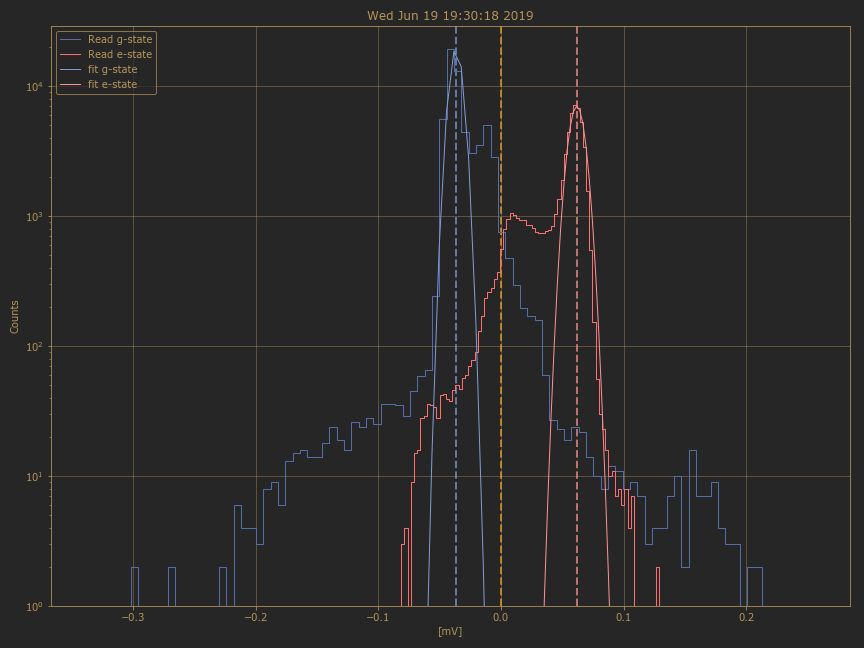 Wed Jun 19 19:30:18 2019
Read g-state
Read e-state
fit g-state
fit e-state
10⁴
10³
10²
10¹
10⁰
Counts
−0.3 −0.2 −0.1 0.0 0.1 0.2
[mV]